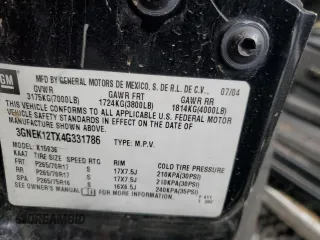 GM
MFD BY GENERAL MOTORS DE MEXICO, S. DE R.L. DE C.V., 07/04
GVWR GAWR FRT GAWR RR
3175KG(7000LB) 1724KG(3800LB) 1814KG(4000LB)
THIS VEHICLE CONFORMS TO ALL APPLICABLE U.S. FEDERAL MOTOR
VEHICLE SAFETY STANDARDS IN EFFECT ON THE DATE OF
MANUFACTURE SHOWN ABOVE.
3GNEK12TX4G331786 TYPE: M.P.V.
MODEL: K15936
TIRE SIZE SPEED RTG RIM COLD TIRE PRESSURE
FRT P265/70R17 S 17X7.5J 210KPA(30PSI)
RR P265/70R17 S 17X7.5J 210KPA(30PSI)
SPA P265/75R16 S 16X6.5J 240KPA(35PSI)
SEE OWNER'S MANUAL